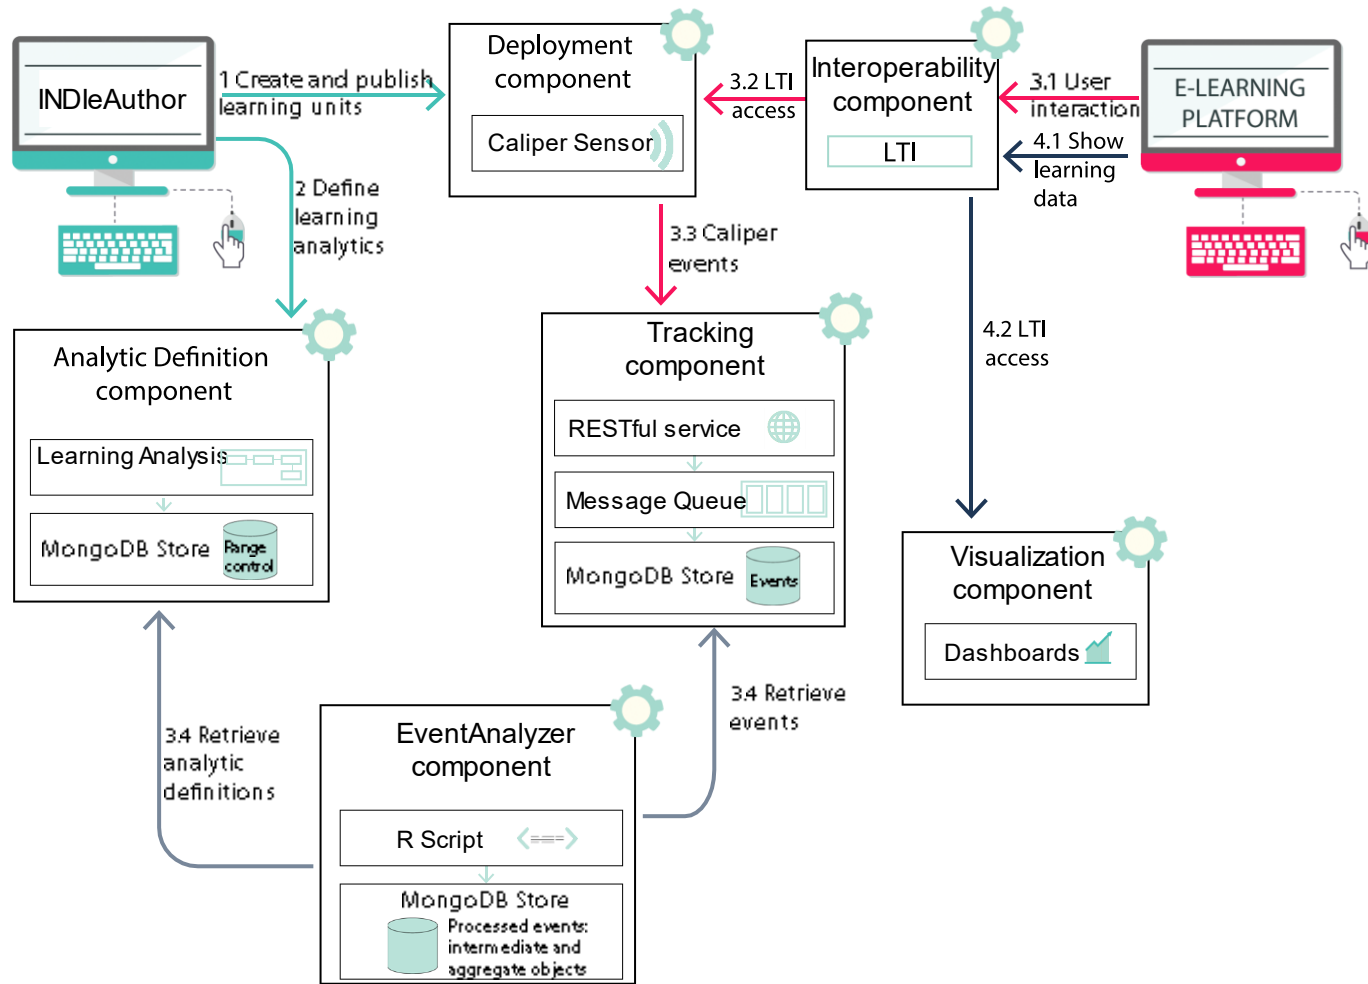 INDIeAuthor
1 Create and publish
learning units
2 Define
learning
analytics
Deployment
component
Caliper Sensor
3.2 LTI
access
Interoperability
component
LTI
3.1 User
interaction
4.1 Show
learning
data
E-LEARNING
PLATFORM
3.3 Caliper
events
4.2 LTI
access
Analytic Definition
component
Learning Analysis
MongoDB Store
Range
control
Tracking
component
RESTful service
Message Queue
MongoDB Store
Events
Visualization
component
Dashboards
3.4 Retrieve
analytic
definitions
3.4 Retrieve
events
EventAnalyzer
component
R Script
MongoDB Store
Processed events:
intermediate and
aggregate objects